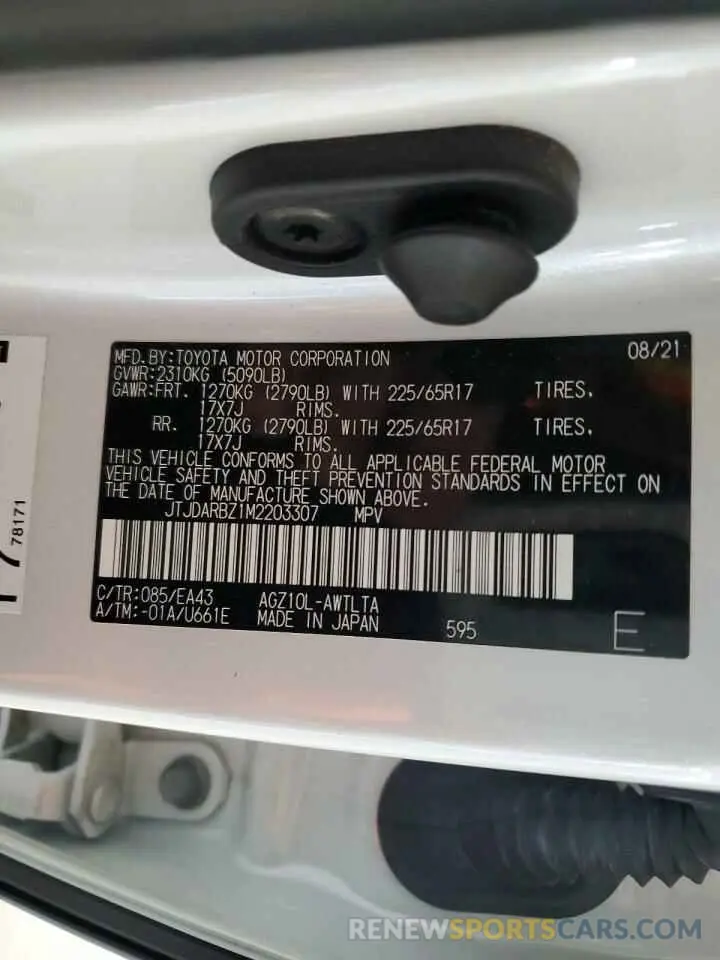 MFD.BY:TOYOTA MOTOR CORPORATION 08/21
GVWR:2310KG (5090LB)
GAWR:FRT. 1270KG (2790LB) WITH 225/65R17 TIRES.
17X7J RIMS.
RR. 1270KG (2790LB) WITH 225/65R17 TIRES.
17X7J RIMS.
THIS VEHICLE CONFORMS TO ALL APPLICABLE FEDERAL MOTOR
VEHICLE SAFETY AND THEFT PREVENTION STANDARDS IN EFFECT ON
THE DATE OF MANUFACTURE SHOWN ABOVE.
JTJDARBZ1M2203307 MPV
C/TR:085/EA43 AGZ10L-AWTLTA
A/TM:-01A/U661E MADE IN JAPAN 595 E
78171
RENEWSPORTSCARS.COM